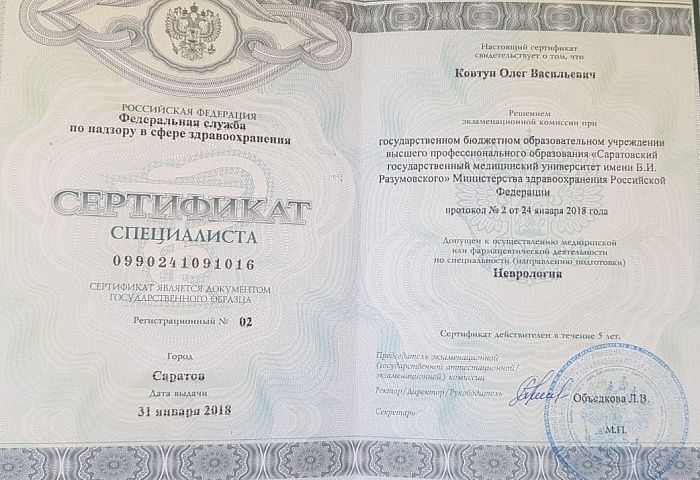 РОССИЙСКАЯ ФЕДЕРАЦИЯ
Федеральная служба
по надзору в сфере здравоохранения
СЕРТИФИКАТ
СПЕЦИАЛИСТА
0990241091016
СЕРТИФИКАТ ЯВЛЯЕТСЯ ДОКУМЕНТОМ
ГОСУДАРСТВЕННОГО ОБРАЗЦА
Регистрационный № 02
Город
Саратов
Дата выдачи
31 января 2018
Настоящий сертификат
свидетельствует о том, что
Ковтун Олег Васильевич
Решением
экзаменационной комиссии при
государственном бюджетном образовательном учреждении
высшего профессионального образования «Саратовский
государственный медицинский университет имени В.И.
Разумовского» Министерства здравоохранения Российской
Федерации
протокол № 2 от 24 января 2018 года
Допущен к осуществлению медицинской
или фармацевтической деятельности
по специальности (направлению подготовки)
Неврология
Сертификат действителен в течение 5 лет.
Председатель экзаменационной
(государственной аттестационной/
экзаменационной) комиссии
Ректор/Директор/Руководитель
Объедкова Л.В.
Секретарь
М.П.